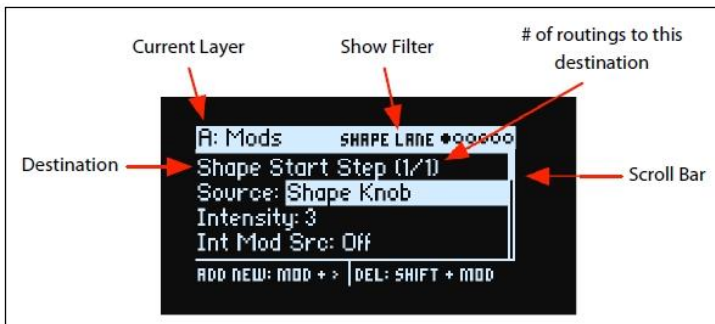 Current Layer
Show Filter
# of routings to this
destination
A: Mods SHAPE LANE
Destination
Shape Start Step (1/1)
Scroll Bar
Source: Shape Knob
Intensity: 3
Int Mod Src: Off
ADD NEW: MOD + > | DEL: SHIFT + MOD